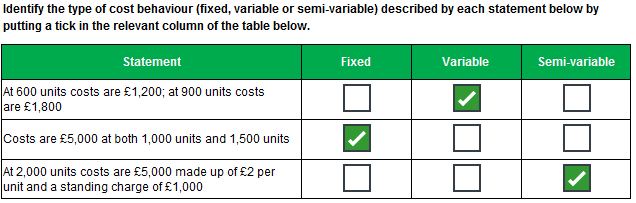 Identify the type of cost behaviour (fixed, variable or semi-variable) described by each statement below by
putting a tick in the relevant column of the table below.
Statement Fixed Variable Semi-variable
At 600 units costs are £1,200; at 900 units costs
are £1,800
Costs are £5,000 at both 1,000 units and 1,500 units
At 2,000 units costs are £5,000 made up of £2 per
unit and a standing charge of £1,000